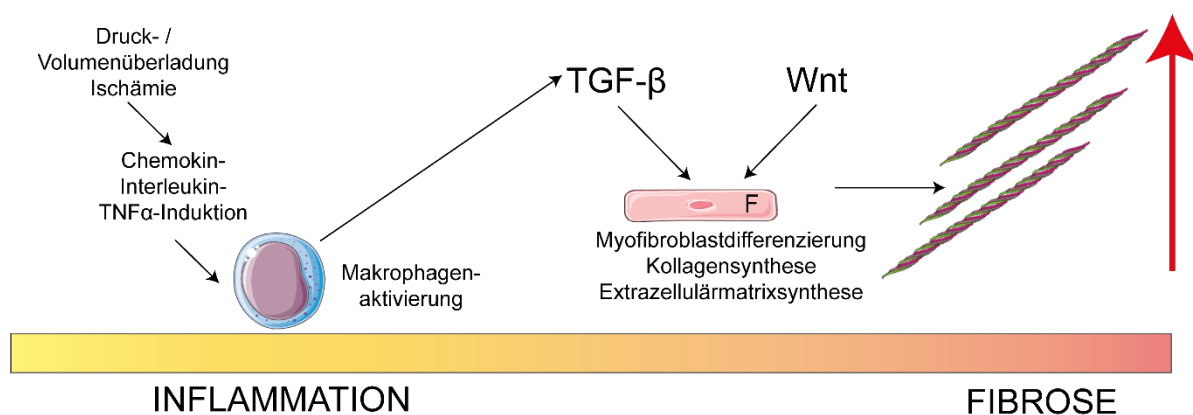 Druck- /
Volumenüberladung
Ischämie
Chemokin-
Interleukin-
TNFα-Induktion
Makrophagen-
aktivierung
TGF-β
Wnt
F
Myofibroblastdifferenzierung
Kollagensynthese
Extrazellulärmatrixsynthese
INFLAMMATION
FIBROSE